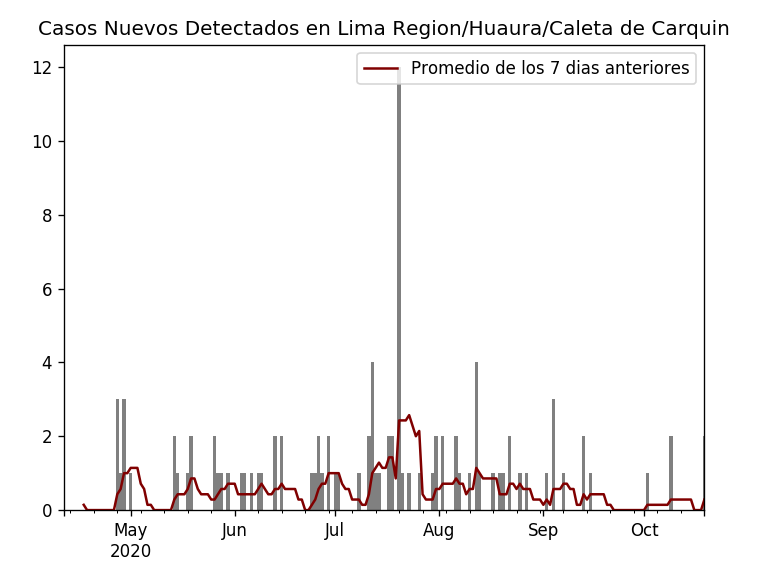 Casos Nuevos Detectados en Lima Region/Huaura/Caleta de Carquin
Promedio de los 7 dias anteriores
12
10
8
6
4
2
0
May Jun Jul Aug Sep Oct
2020